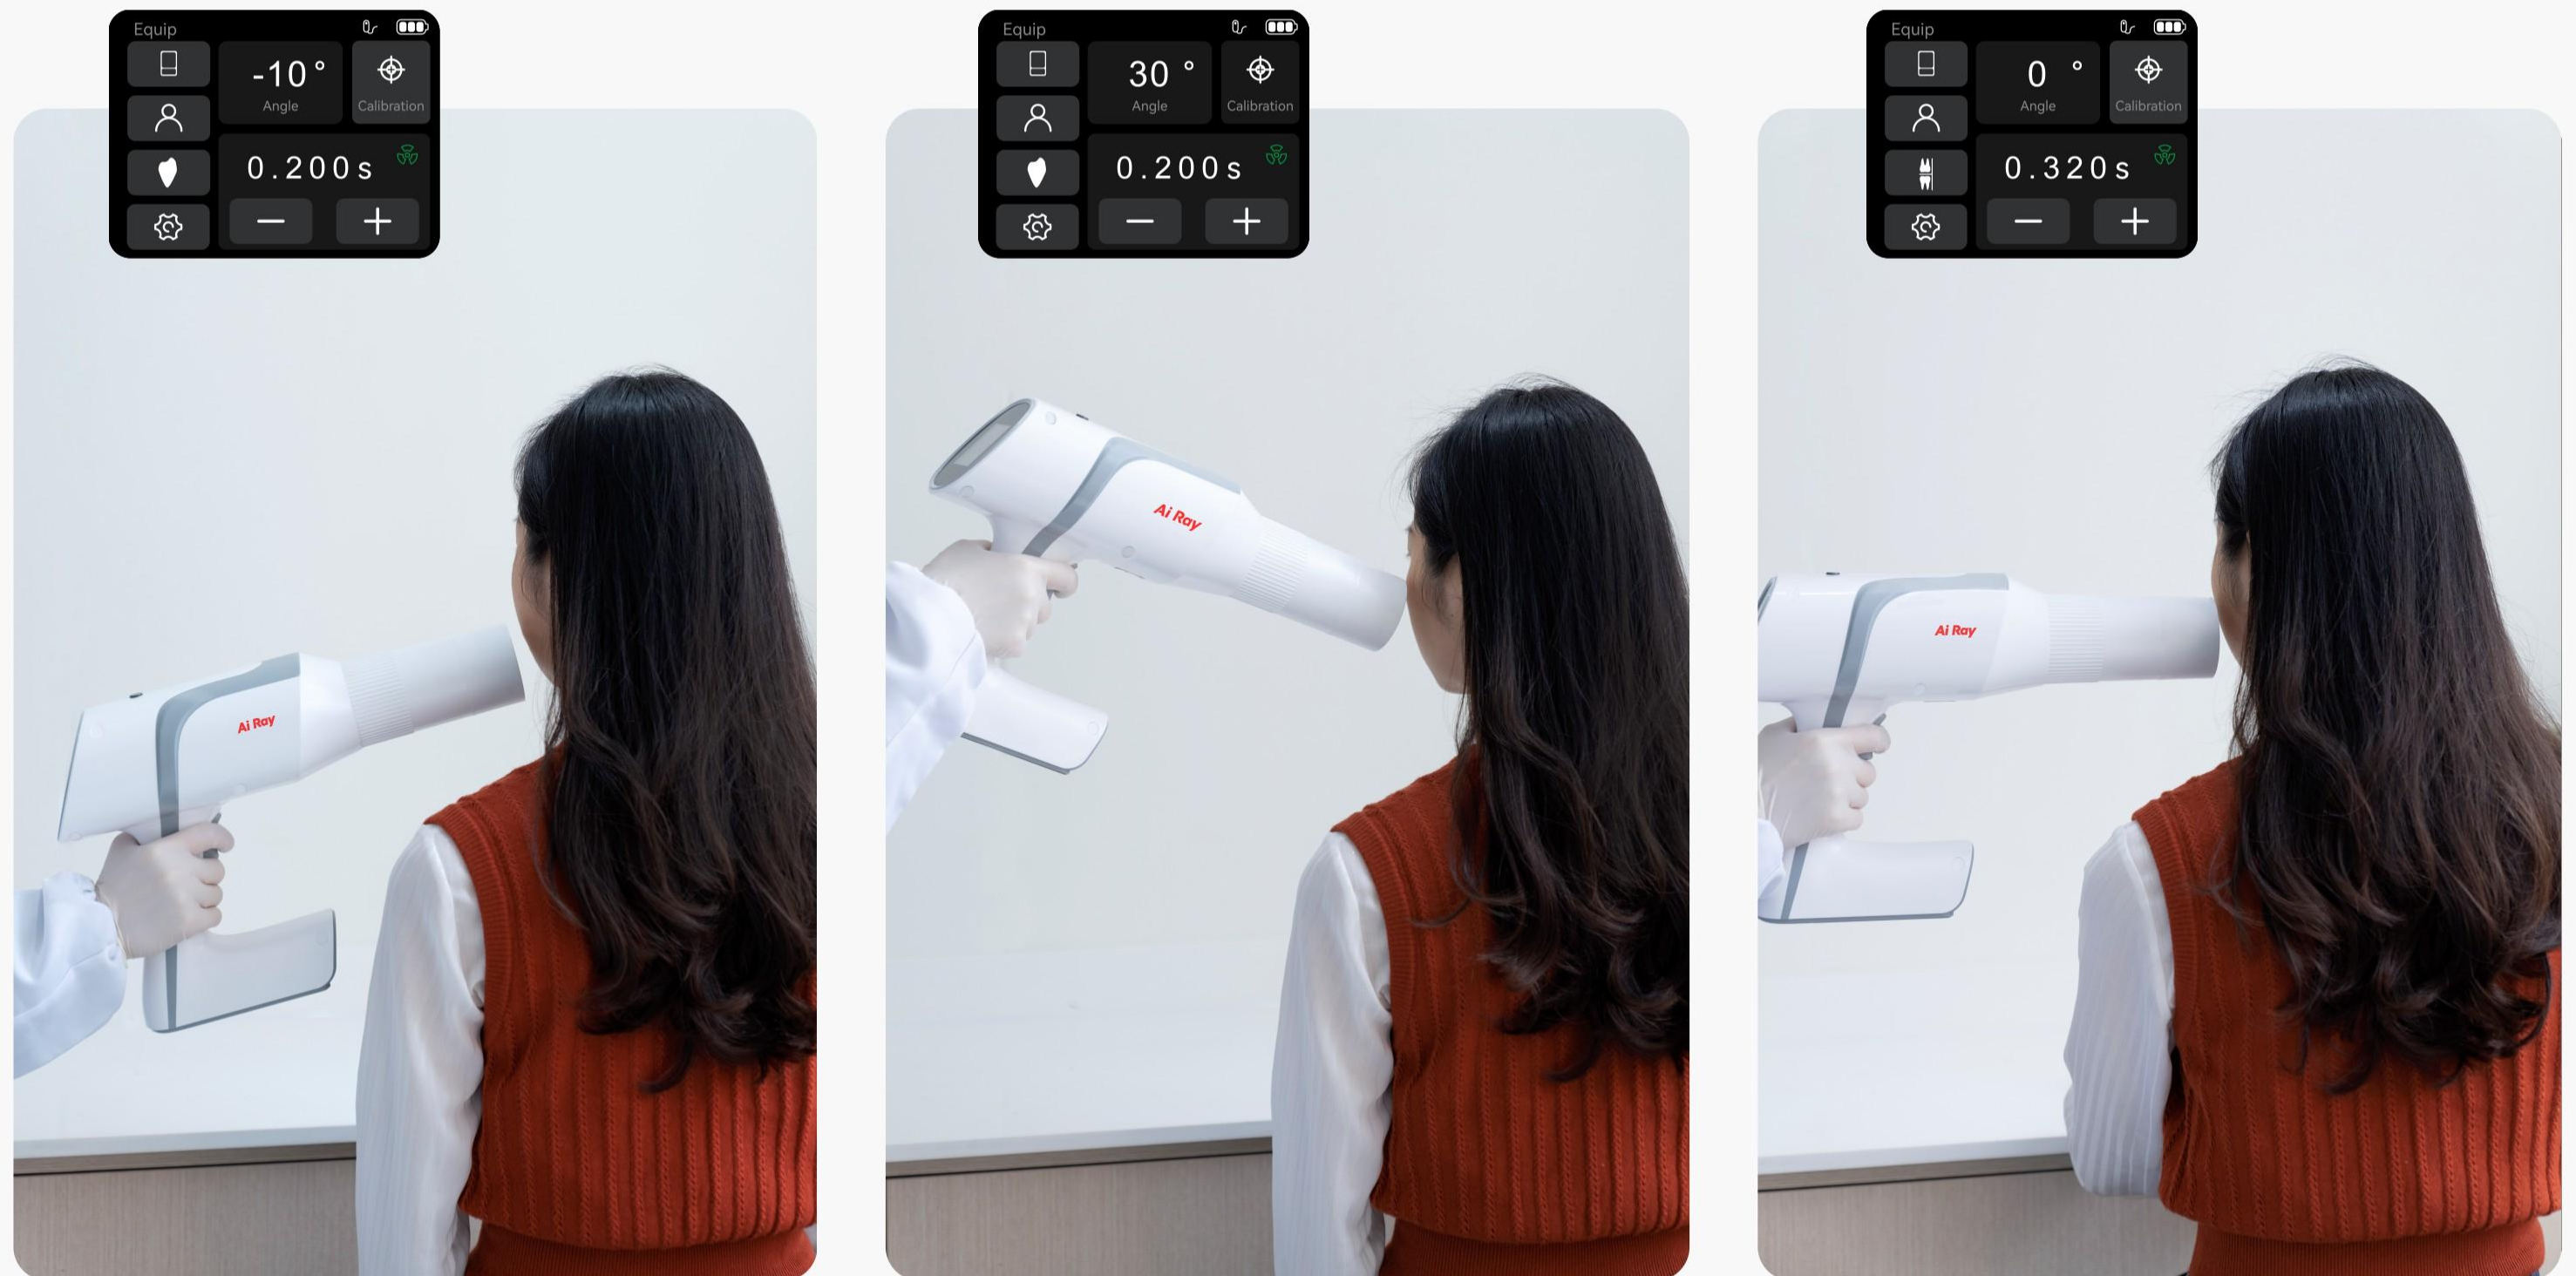 Equip
-10°
Angle
Calibration
0.200s
Ai Ray
Equip
30 °
Angle
Calibration
0.200s
Ai Ray
Equip
0 °
Angle
Calibration
0.320s
Ai Ray